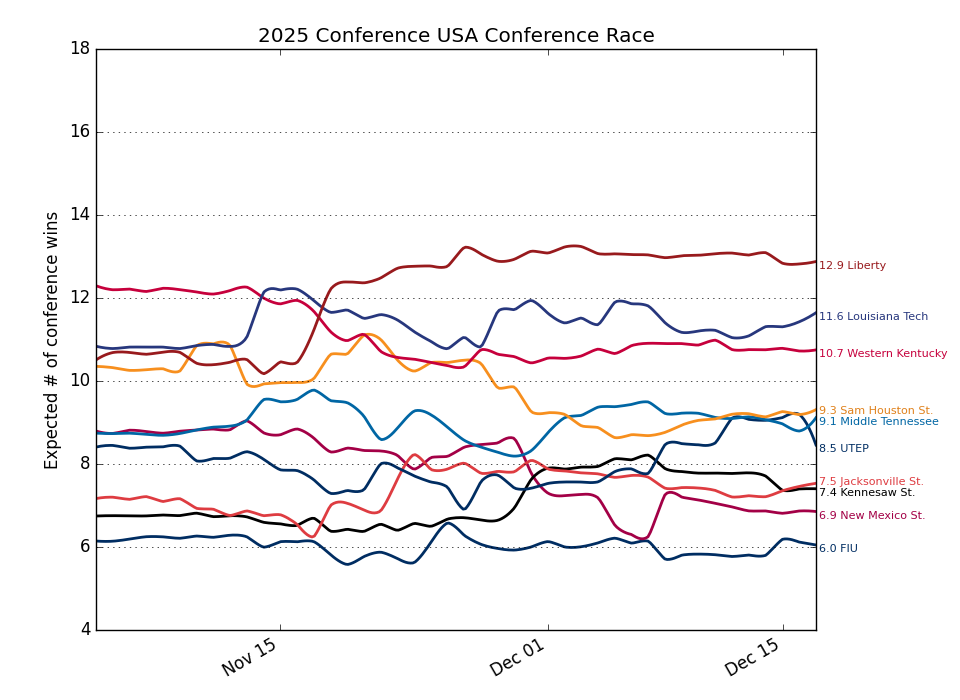 2025 Conference USA Conference Race
Expected # of conference wins
18
16
14
12
10
8
6
4
Nov 15
Dec 01
Dec 15
12.9 Liberty
11.6 Louisiana Tech
10.7 Western Kentucky
9.3 Sam Houston St.
9.1 Middle Tennessee
8.5 UTEP
7.5 Jacksonville St.
7.4 Kennesaw St.
6.9 New Mexico St.
6.0 FIU